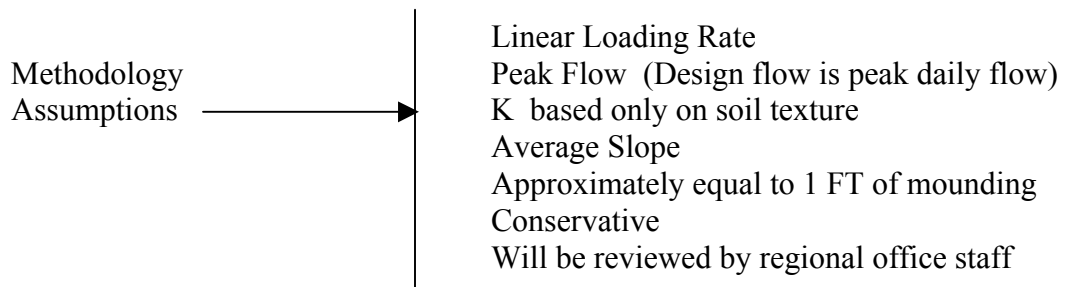 Methodology
Assumptions
Linear Loading Rate
Peak Flow (Design flow is peak daily flow)
K based only on soil texture
Average Slope
Approximately equal to 1 FT of mounding
Conservative
Will be reviewed by regional office staff